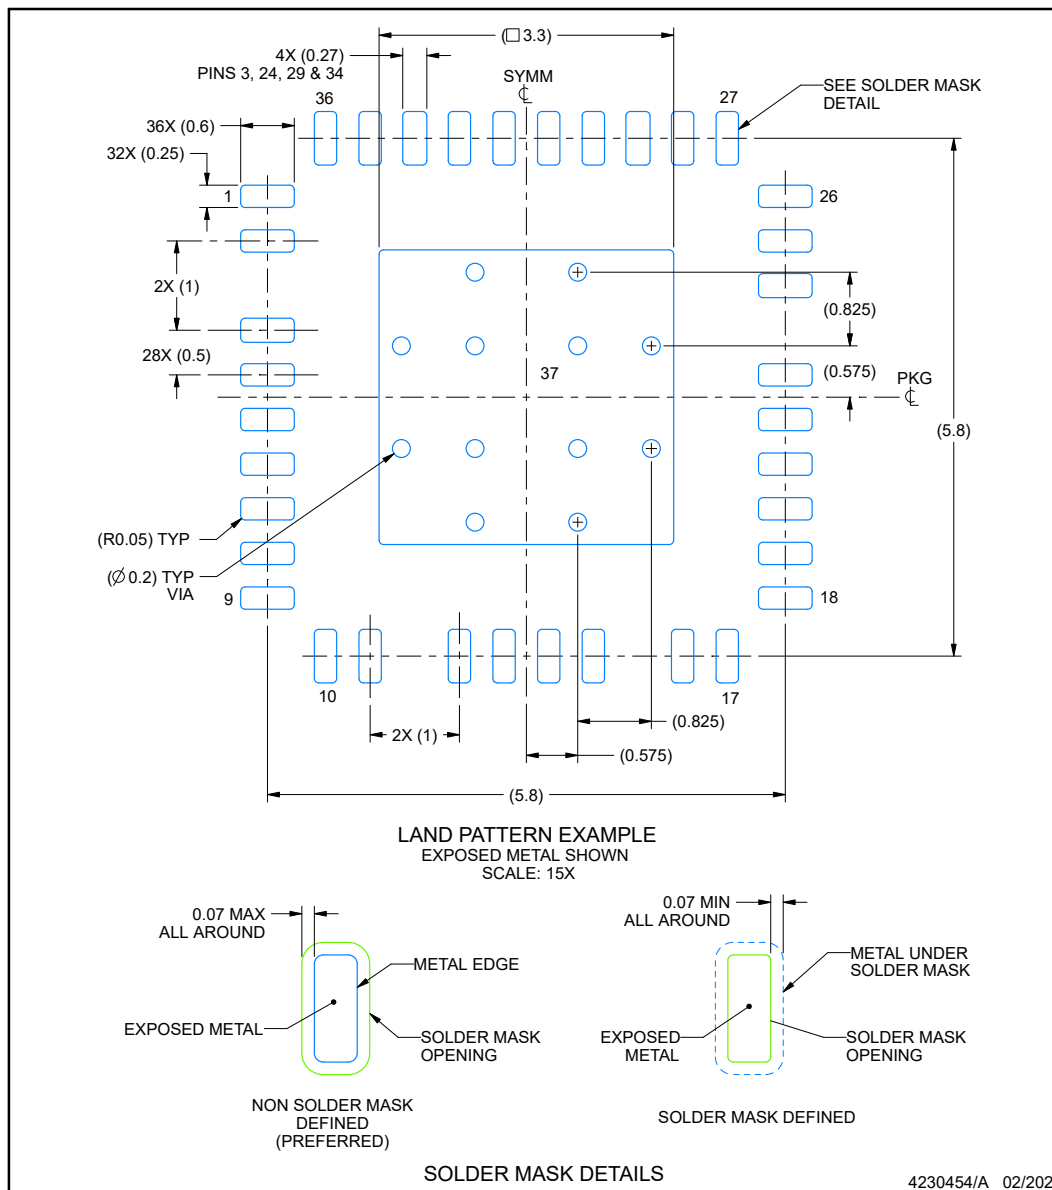 (□ 3.3)
4X (0.27)
PINS 3, 24, 29 & 34
SYMM
℄
SEE SOLDER MASK
DETAIL
36
27
36X (0.6)
32X (0.25)
1
26
2X (1)
(0.825)
28X (0.5)
37
(0.575)
PKG
℄
(5.8)
(R0.05) TYP
(∅ 0.2) TYP
VIA
9
18
10
17
(0.825)
2X (1)
(0.575)
(5.8)
LAND PATTERN EXAMPLE
EXPOSED METAL SHOWN
SCALE: 15X
0.07 MAX
ALL AROUND
METAL EDGE
EXPOSED METAL
SOLDER MASK
OPENING
NON SOLDER MASK
DEFINED
(PREFERRED)
0.07 MIN
ALL AROUND
METAL UNDER
SOLDER MASK
EXPOSED
METAL
SOLDER MASK
OPENING
SOLDER MASK DEFINED
SOLDER MASK DETAILS
4230454/A 02/202